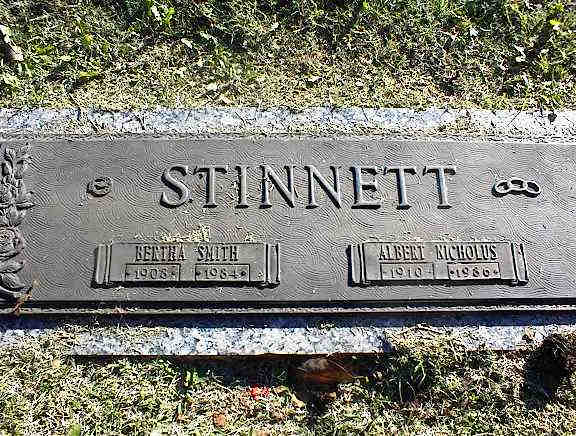 STINNETT
BERTHA SMITH
1908 1984
ALBERT NICHOLUS
1910 1986